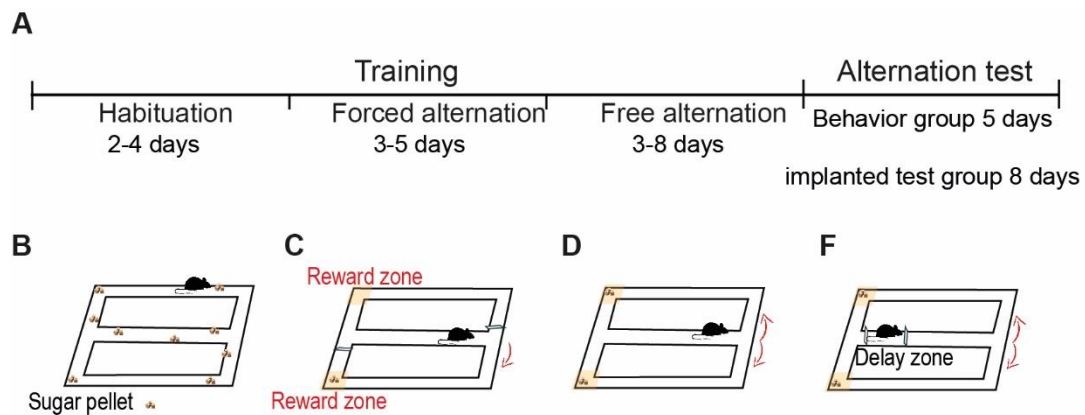 A
Training
Alternation test
Habituation
2-4 days
Forced alternation
3-5 days
Free alternation
3-8 days
Behavior group 5 days
implanted test group 8 days
B
C
D
F
Reward zone
Delay zone
Sugar pellet
Reward zone